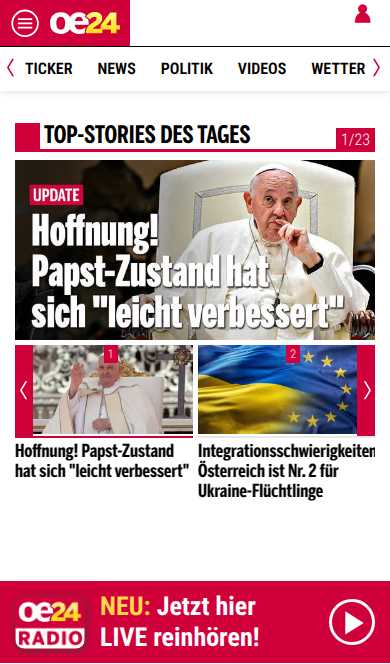 oe24
TICKER NEWS POLITIK VIDEOS WETTER
TOP-STORIES DES TAGES
1/23
UPDATE
Hoffnung!
Papst-Zustand hat
sich "leicht verbessert"
1
2
Hoffnung! Papst-Zustand
hat sich "leicht verbessert"
Integrationsschwierigkeiten
Österreich ist Nr. 2 für
Ukraine-Flüchtlinge
oe24
RADIO
NEU: Jetzt hier
LIVE reinhören!